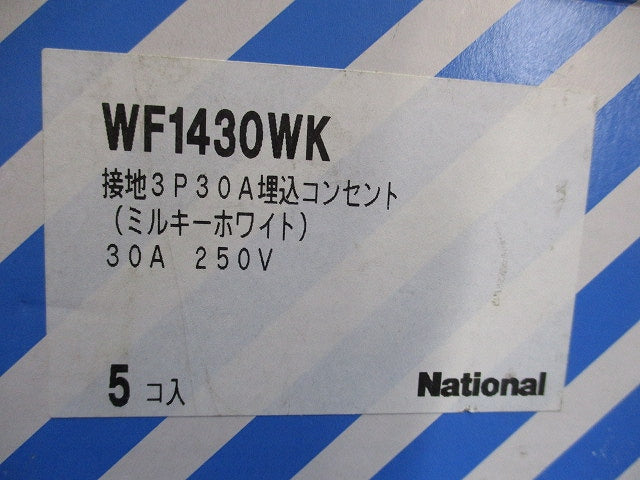 WF1430WK
接地３Ｐ３０Ａ埋込コンセント
（ミルキーホワイト）
３０Ａ　２５０Ｖ
5 コ入
National